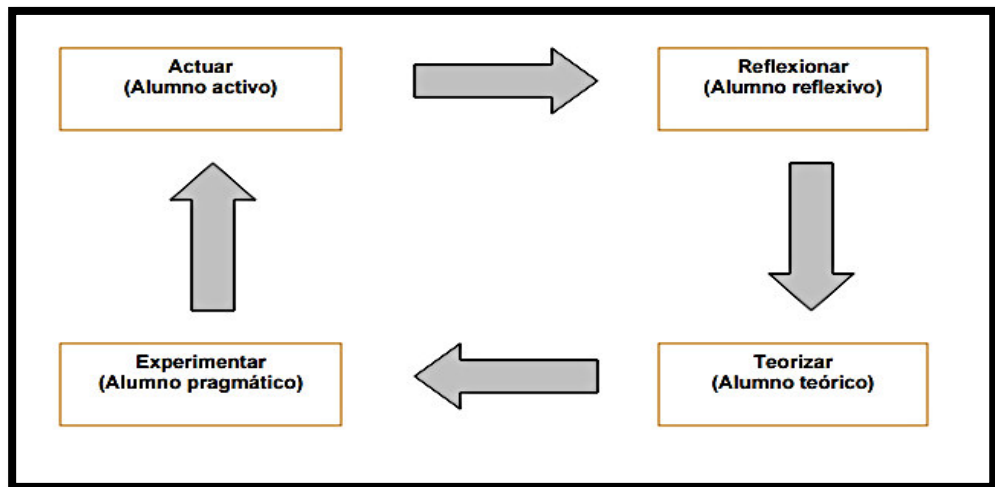 Actuar
(Alumno activo)
Reflexionar
(Alumno reflexivo)
Experimentar
(Alumno pragmático)
Teorizar
(Alumno teórico)